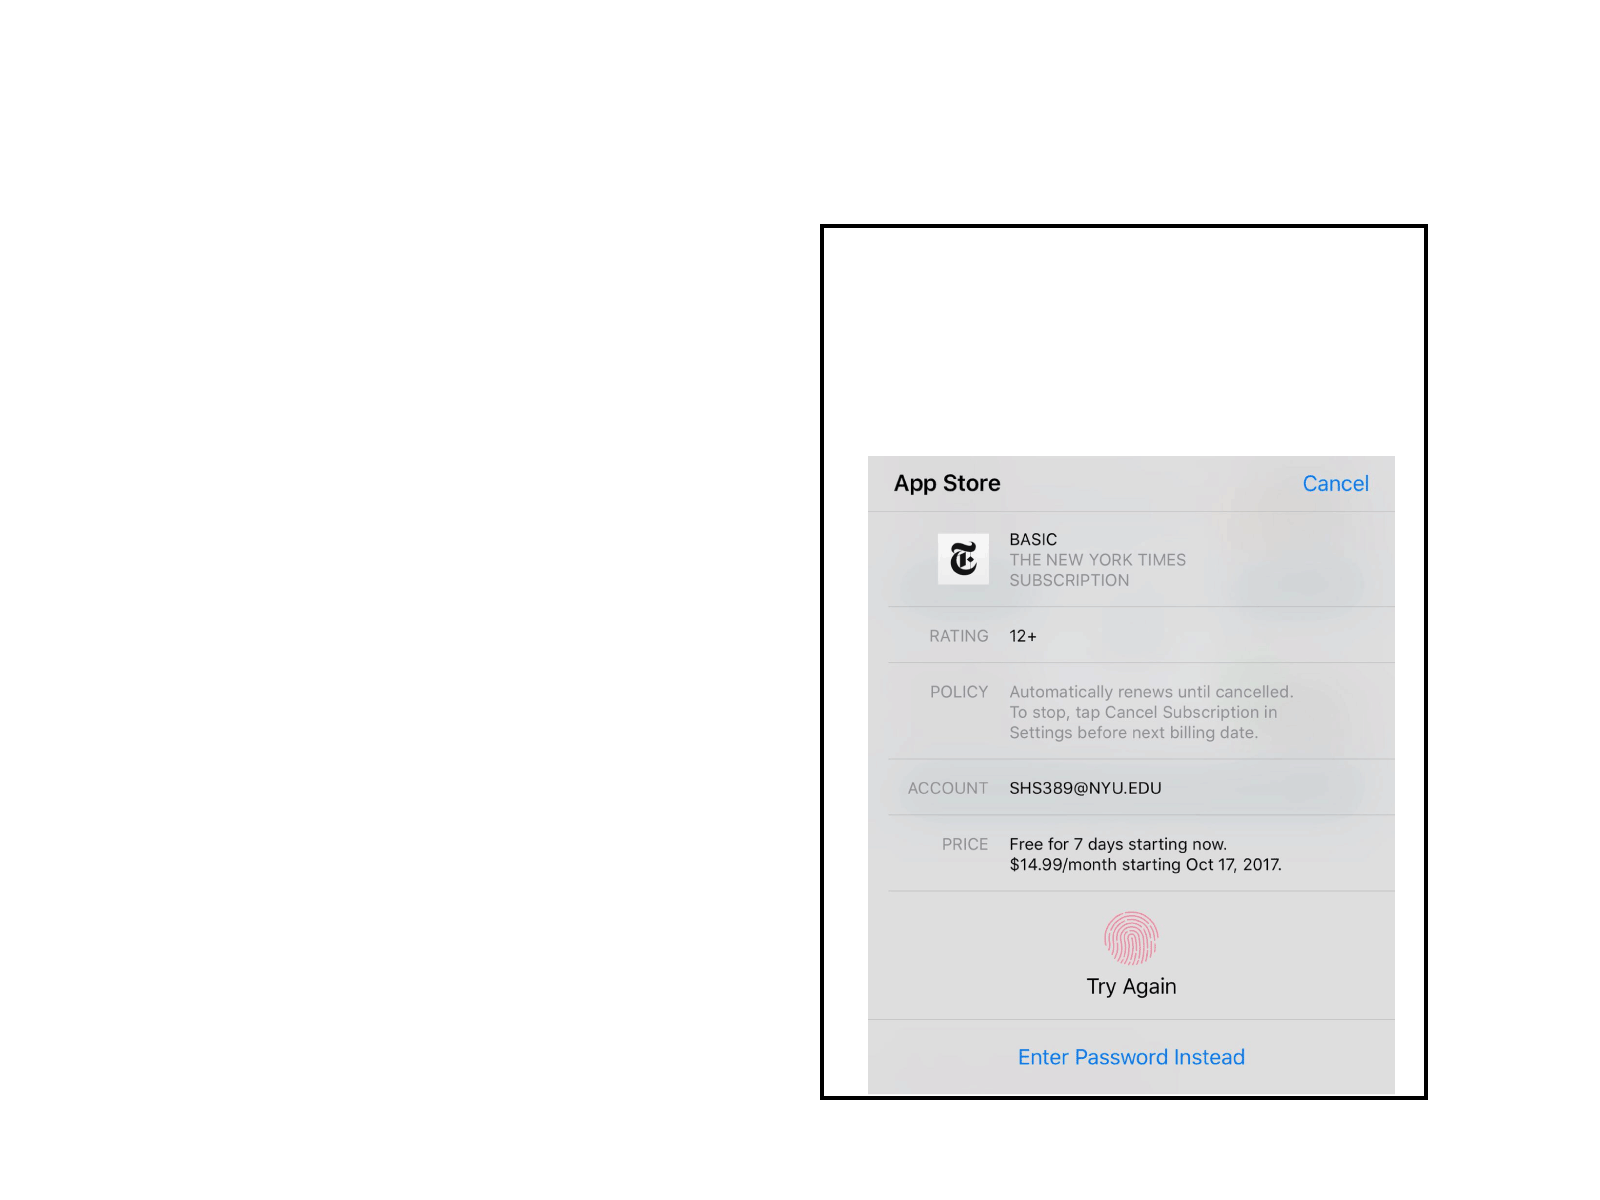 App Store
Cancel
BASIC
THE NEW YORK TIMES
SUBSCRIPTION
RATING 12+
POLICY Automatically renews until cancelled.
To stop, tap Cancel Subscription in
Settings before next billing date.
ACCOUNT SHS389@NYU.EDU
PRICE Free for 7 days starting now.
$14.99/month starting Oct 17, 2017.
Try Again
Enter Password Instead